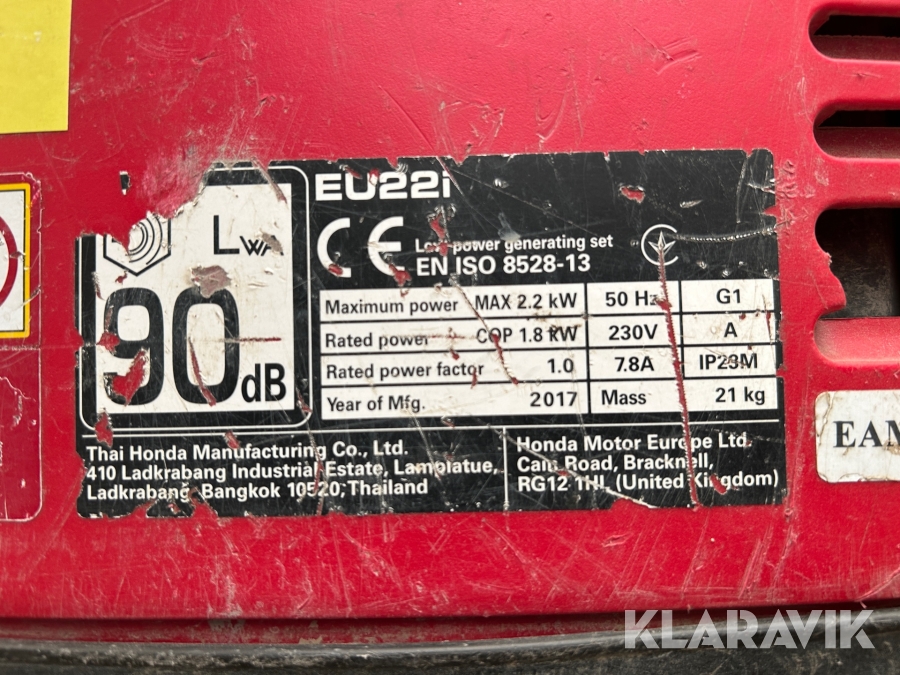 EU22i
LWA
90dB
CE
Low power generating set
EN ISO 8528-13
Maximum power MAX 2.2 kW 50 Hz G1
Rated power COP 1.8 kW 230V A
Rated power factor 1.0 7.8A IP23M
Year of Mfg. 2017 Mass 21 kg
Thai Honda Manufacturing Co., Ltd.
410 Ladkrabang Industrial Estate, Lamplatue,
Ladkrabang Bangkok 10520, Thailand
Honda Motor Europe Ltd.
Cain Road, Bracknell,
RG12 1HL (United Kingdom)
EAM
KLARAVIK